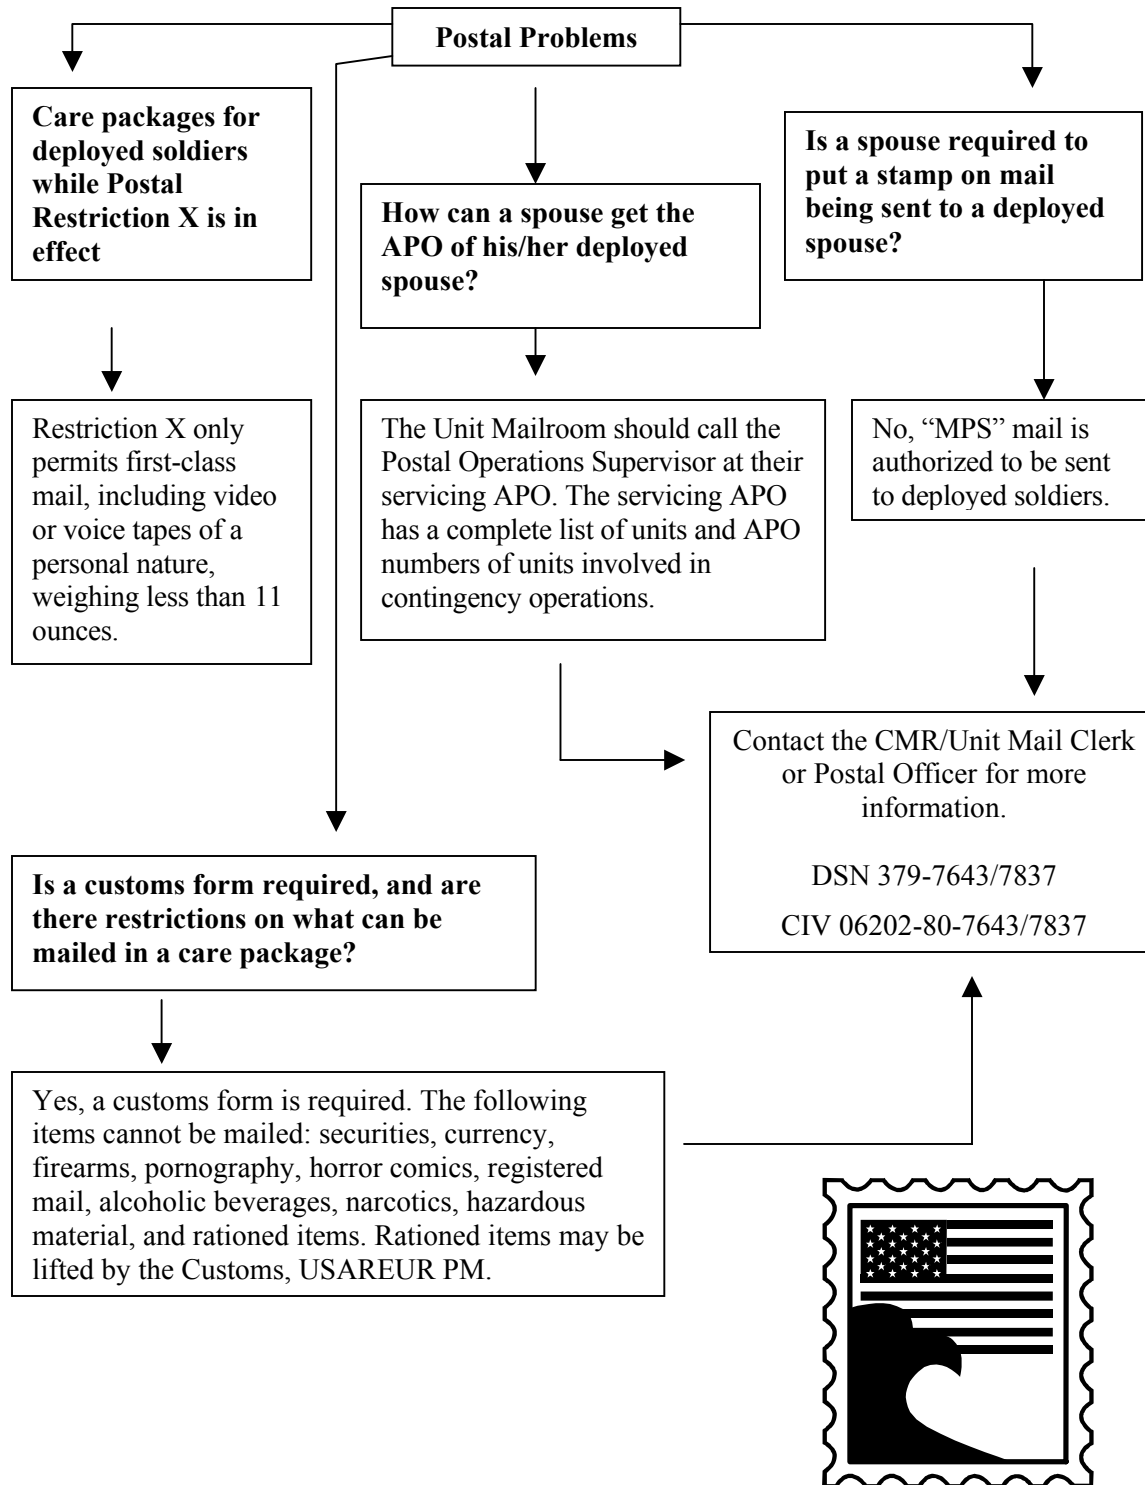 Postal Problems
Care packages for
deployed soldiers
while Postal
Restriction X is in
effect
How can a spouse get the
APO of his/her deployed
spouse?
Is a spouse required to
put a stamp on mail
being sent to a deployed
spouse?
Restriction X only
permits first-class
mail, including video
or voice tapes of a
personal nature,
weighing less than 11
ounces.
The Unit Mailroom should call the
Postal Operations Supervisor at their
servicing APO. The servicing APO
has a complete list of units and APO
numbers of units involved in
contingency operations.
No, “MPS” mail is
authorized to be sent
to deployed soldiers.
Contact the CMR/Unit Mail Clerk
or Postal Officer for more
information.
DSN 379-7643/7837
CIV 06202-80-7643/7837
Is a customs form required, and are
there restrictions on what can be
mailed in a care package?
Yes, a customs form is required. The following
items cannot be mailed: securities, currency,
firearms, pornography, horror comics, registered
mail, alcoholic beverages, narcotics, hazardous
material, and rationed items. Rationed items may be
lifted by the Customs, USAREUR PM.